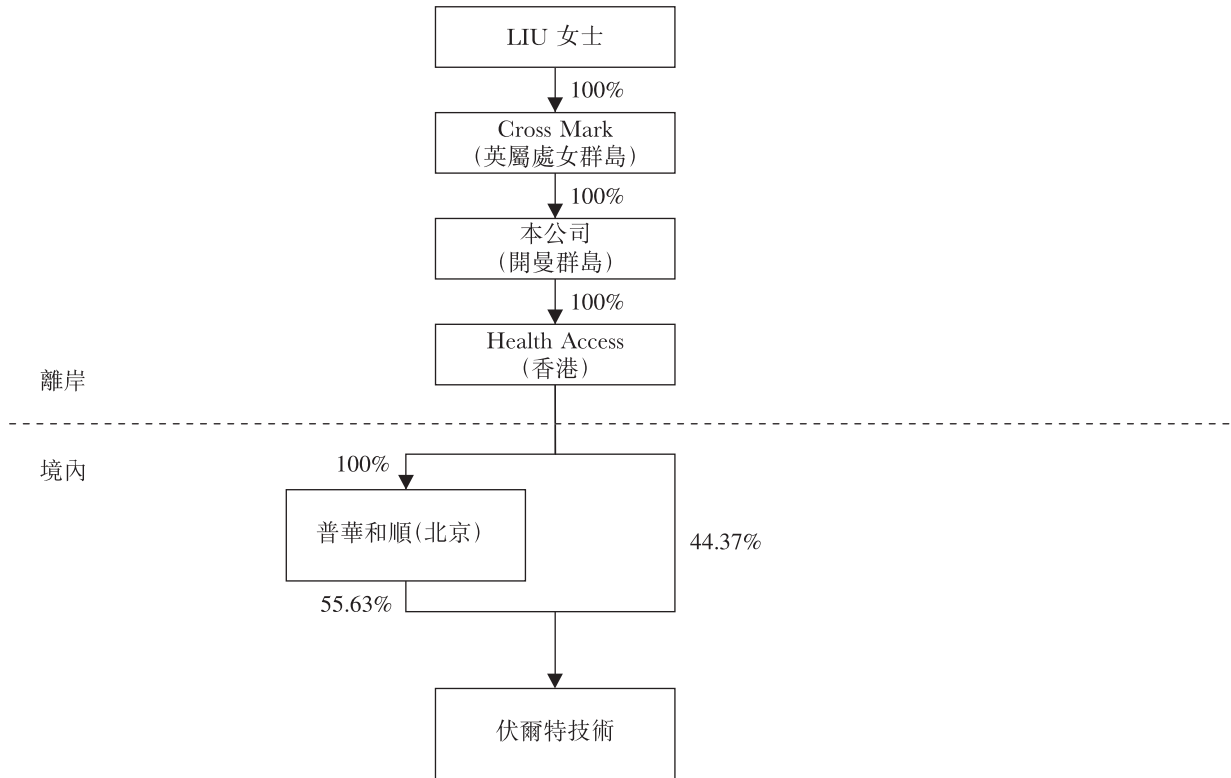 LIU 女士
100%
Cross Mark
(英屬處女群島)
100%
本公司
(開曼群島)
100%
Health Access
(香港)
離岸
境內
100%
普華和順(北京)
44.37%
55.63%
伏爾特技術